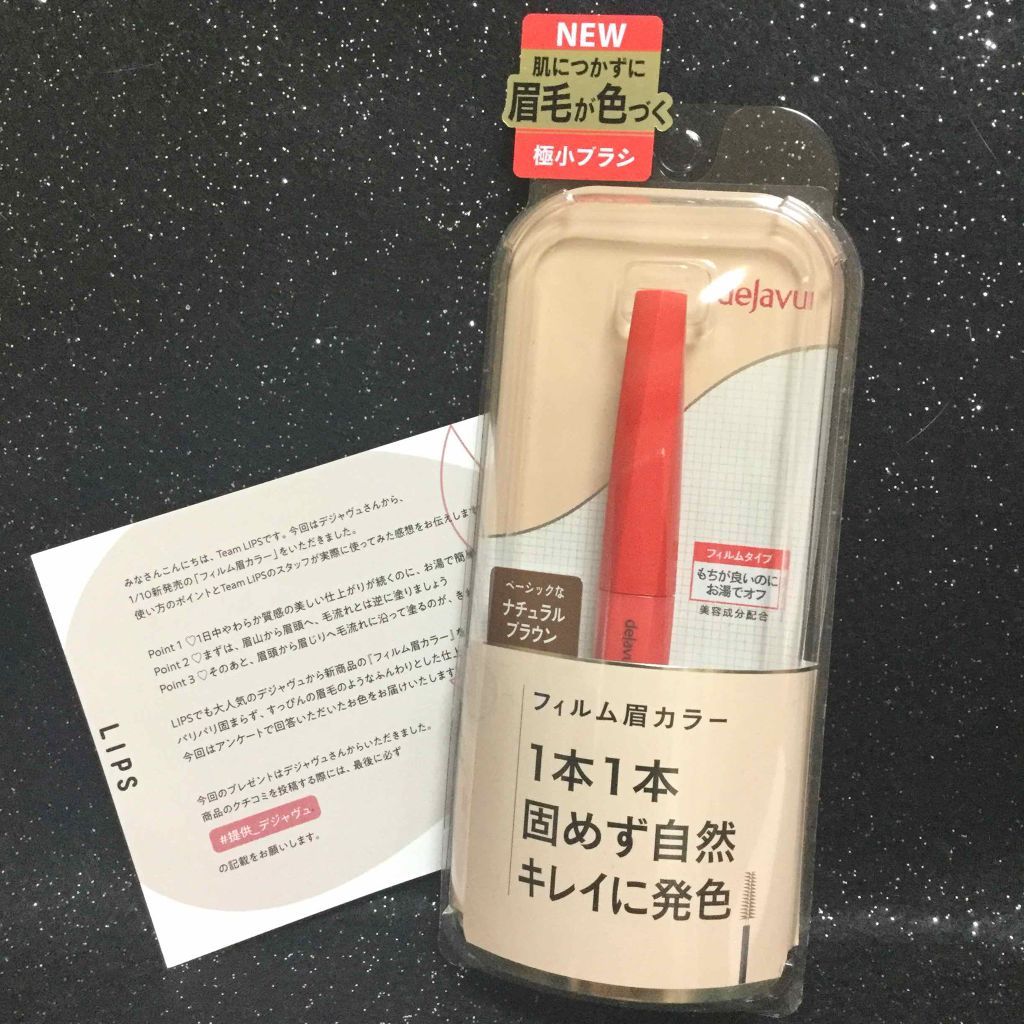 NEW
肌につかずに
眉毛が色づく
極小ブラシ
dejavu
フィルムタイプ
もちが良いのに
お湯でオフ
美容成分配合
ベーシックな
ナチュラル
ブラウン
dejavu
フィルム眉カラー
1本1本
固めず自然
キレイに発色
みなさんこんにちは、Team LIPSです。今回はデジャヴュさんから、
1/10新発売の「フィルム眉カラー」をいただきました。
使い方のポイントとTeam LIPSのスタッフが実際に使ってみた感想をお伝えしま
Point 1 ♡1日中やわらか質感の美しい仕上がりが続くのに、お湯で簡
Point 2 ♡まずは、眉山から眉頭へ、毛流れとは逆に塗りましょう
Point 3 ♡そのあと、眉頭から眉じりへ毛流れに沿って塗るのが、き
LIPSでも大人気のデジャヴュから新商品の「フィルム眉カラー」を
パリパリ固まらず、すっぴんの眉毛のようなふんわりとした仕上
今回はアンケートで回答いただいたお色をお届けいたします
今回のプレゼントはデジャヴュさんからいただきました。
商品のクチコミを投稿する際には、最後に必ず
#提供_デジャヴュ
の記載をお願いします。
LIPS